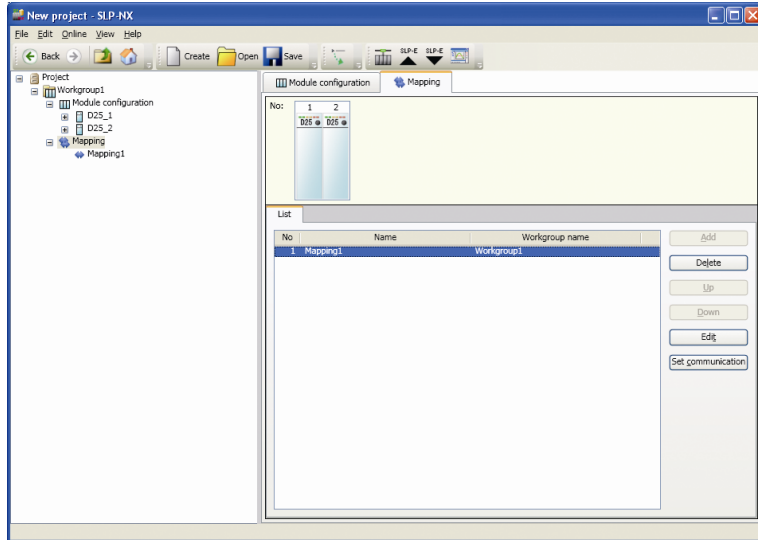 New project - SLP-NX
File Edit Online View Help
Back Create Open Save SLP-E SLP-E
Project
Workgroup1
Module configuration
D25_1
D25_2
Mapping
Mapping1
Module configuration Mapping
No: 1 2
D25 D25
List
No Name Workgroup name
1 Mapping1 Workgroup1
Add
Delete
Up
Down
Edit
Set communication